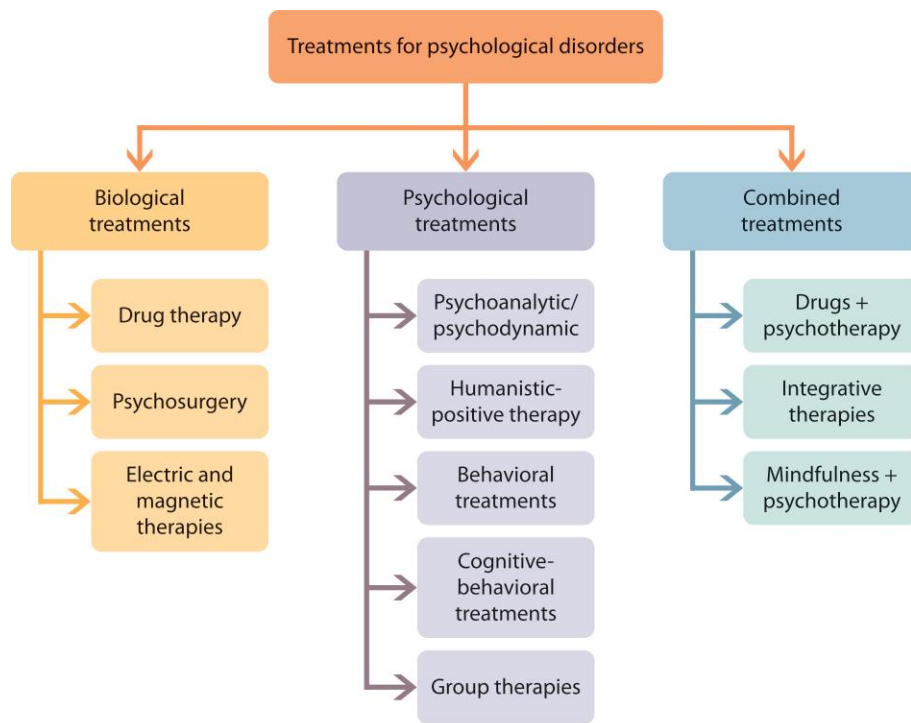 Treatments for psychological disorders
Biological
treatments
Drug therapy
Psychosurgery
Electric and
magnetic
therapies
Psychological
treatments
Psychoanalytic/
psychodynamic
Humanistic-
positive therapy
Behavioral
treatments
Cognitive-
behavioral
treatments
Group therapies
Combined
treatments
Drugs +
psychotherapy
Integrative
therapies
Mindfulness +
psychotherapy